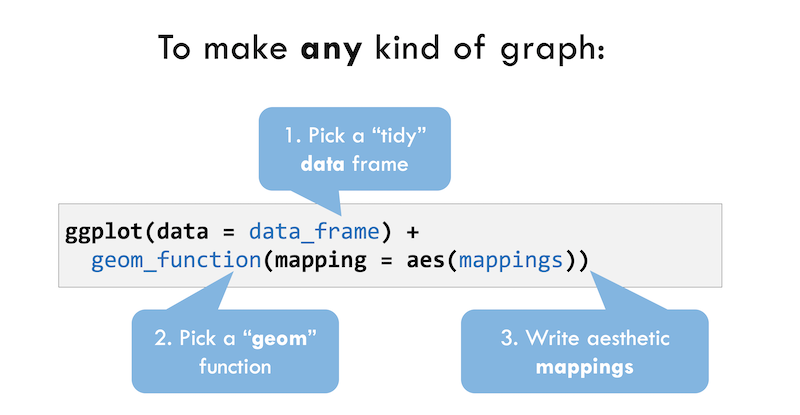 To make any kind of graph:
1. Pick a “tidy”
data frame
ggplot(data = data_frame) +
geom_function(mapping = aes(mappings))
2. Pick a “geom”
function
3. Write aesthetic
mappings